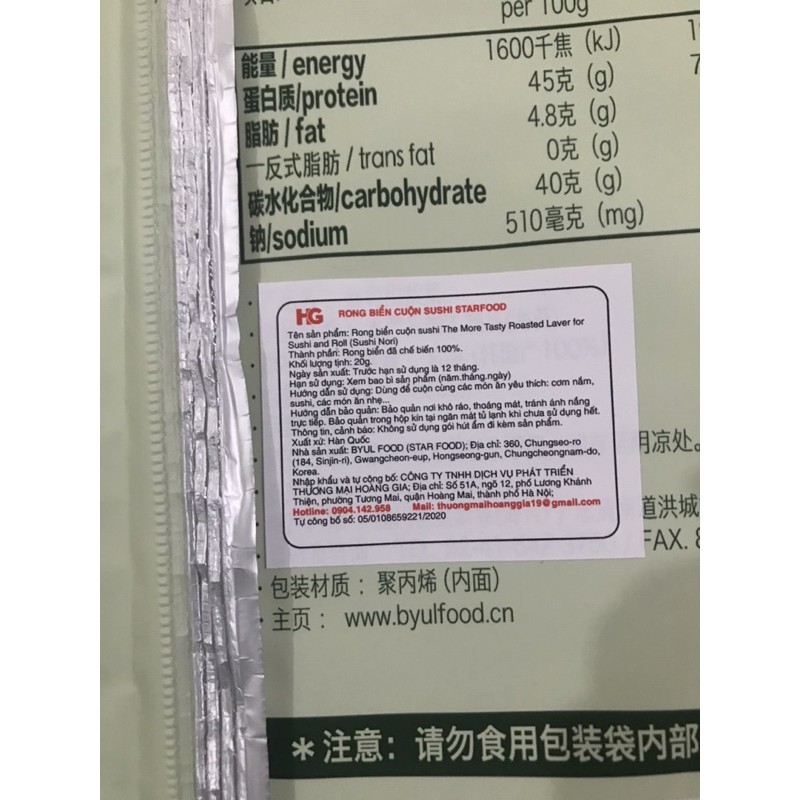 per 100g
能量/energy 1600千焦 (kJ)
蛋白质/protein 45克 (g)
脂肪/fat 4.8克 (g)
一反式脂肪/trans fat 0克 (g)
碳水化合物/carbohydrate 40克 (g)
钠/sodium 510毫克 (mg)
HG RONG BIỂN CUỘN SUSHI STARFOOD
Tên sản phẩm: Rong biển cuộn sushi The More Tasty Roasted Laver for
Sushi and Roll (Sushi Nori)
Thành phần: Rong biển đã chế biến 100%.
Khối lượng tịnh: 20g.
Ngày sản xuất: Trước hạn sử dụng là 12 tháng.
Hạn sử dụng: Xem bao bì sản phẩm (năm.tháng.ngày)
Hướng dẫn sử dụng: Dùng để cuộn cùng các món ăn yêu thích: cơm nắm,
sushi, các món ăn nhẹ...
Hướng dẫn bảo quản: Bảo quản nơi khô ráo, thoáng mát, tránh ánh nắng
trực tiếp. Bảo quản trong hộp kín tại ngăn mát tủ lạnh khi chưa sử dụng hết.
Thông tin, cảnh báo: Không sử dụng gói hút ẩm đi kèm sản phẩm.
Xuất xứ: Hàn Quốc
Nhà sản xuất: BYUL FOOD (STAR FOOD); Địa chỉ: 360, Chungseo-ro
(184, Sinjin-ri), Gwangcheon-eup, Hongseong-gun, Chungcheongnam-do,
Korea.
Nhập khẩu và tự công bố: CÔNG TY TNHH DỊCH VỤ PHÁT TRIỂN
THƯƠNG MẠI HOÀNG GIA; Địa chỉ: Số 51A, ngõ 12, phố Lương Khánh
Thiện, phường Tương Mai, quận Hoàng Mai, thành phố Hà Nội;
Hotline: 0904.142.958 Mail: thuongmaihoanggia19@gmail.com
Tự công bố số: 05/0108659221/2020
用凉处。
道洪城
FAX. 8
· 包装材质： 聚丙烯 (内面)
· 主页： www.byulfood.cn
＊注意：请勿食用包装袋内部